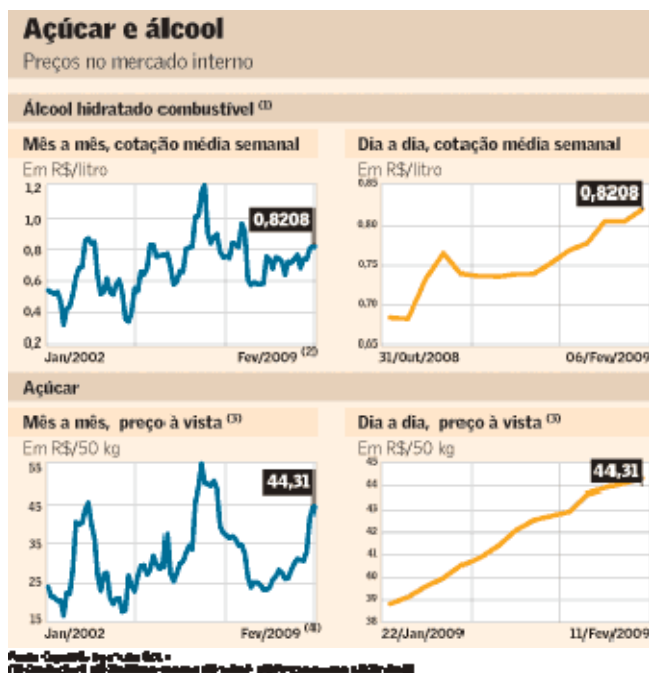 Açúcar e álcool
Preços no mercado interno
Álcool hidratado combustível (1)
Mês a mês, cotação média semanal
Em R$/litro
1,2
1,0
0,8
0,6
0,4
0,2
0,8208
Jan/2002
Fev/2009 (2)
Dia a dia, cotação média semanal
Em R$/litro
0,85
0,80
0,75
0,70
0,65
0,8208
31/Out/2008
06/Fev/2009
Açúcar
Mês a mês, preço à vista (3)
Em R$/50 kg
55
45
35
25
15
44,31
Jan/2002
Fev/2009 (4)
Dia a dia, preço à vista (3)
Em R$/50 kg
45
44
43
42
41
40
39
38
44,31
22/Jan/2009
11/Fev/2009